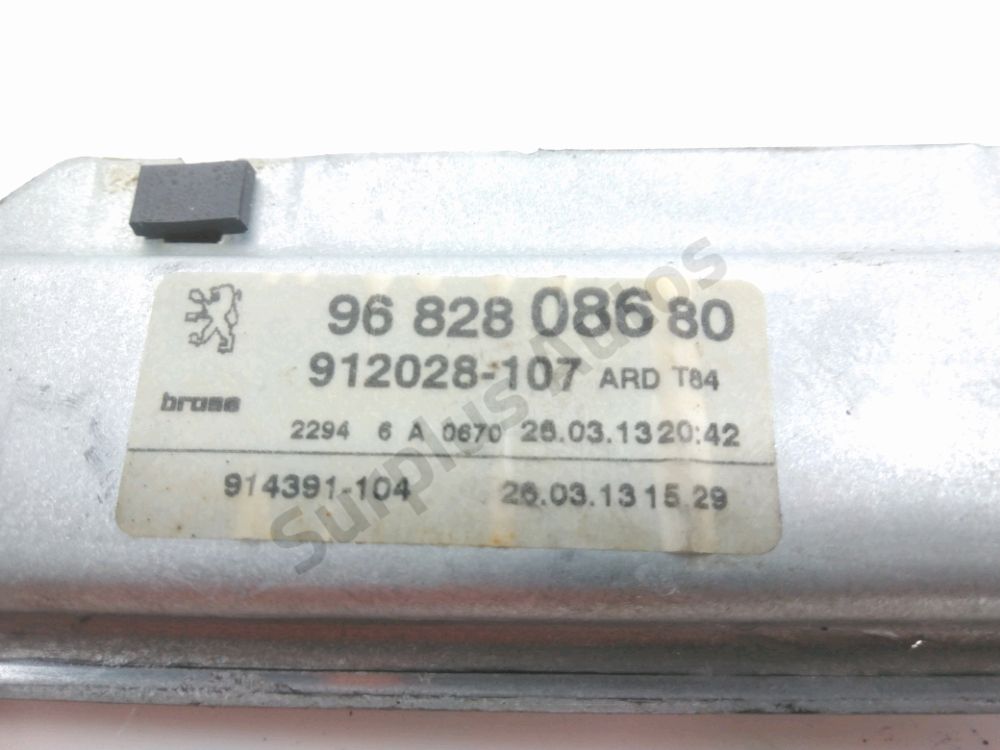 96 828 086 80
912028-107 ARD T84
brose
2294 6 A 0670 26.03.13 20:42
914391-104 26.03.13 15.29
Surplus Autos